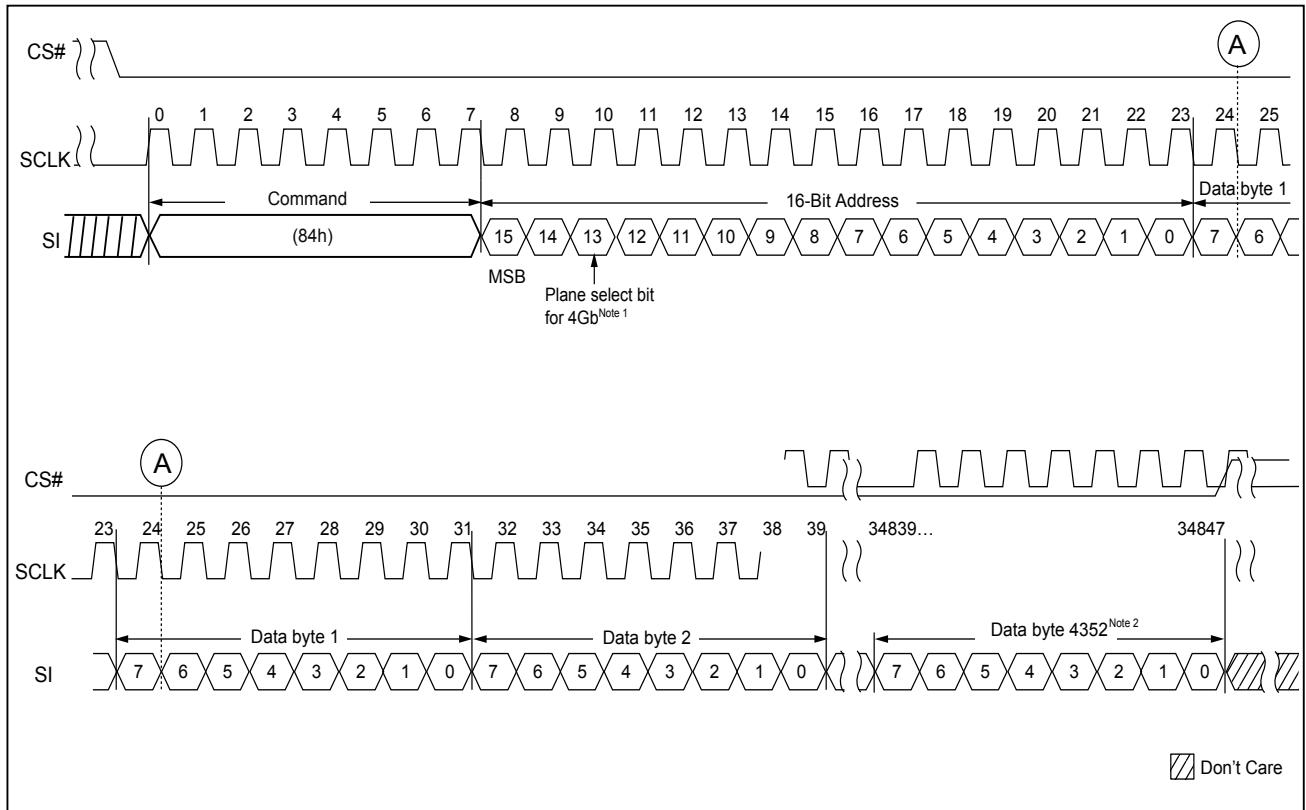 CS#
A
0 1 2 3 4 5 6 7 8 9 10 11 12 13 14 15 16 17 18 19 20 21 22 23 24 25
SCLK
Command
16-Bit Address
Data byte 1
SI
(84h)
15 14 13 12 11 10 9 8 7 6 5 4 3 2 1 0 7 6
MSB
Plane select bit
for 4Gb Note 1
A
CS#
23 24 25 26 27 28 29 30 31 32 33 34 35 36 37 38 39 34839... 34847
SCLK
Data byte 1
Data byte 2
Data byte 4352 Note 2
SI
7 6 5 4 3 2 1 0 7 6 5 4 3 2 1 0 7 6 5 4 3 2 1 0
Don't Care